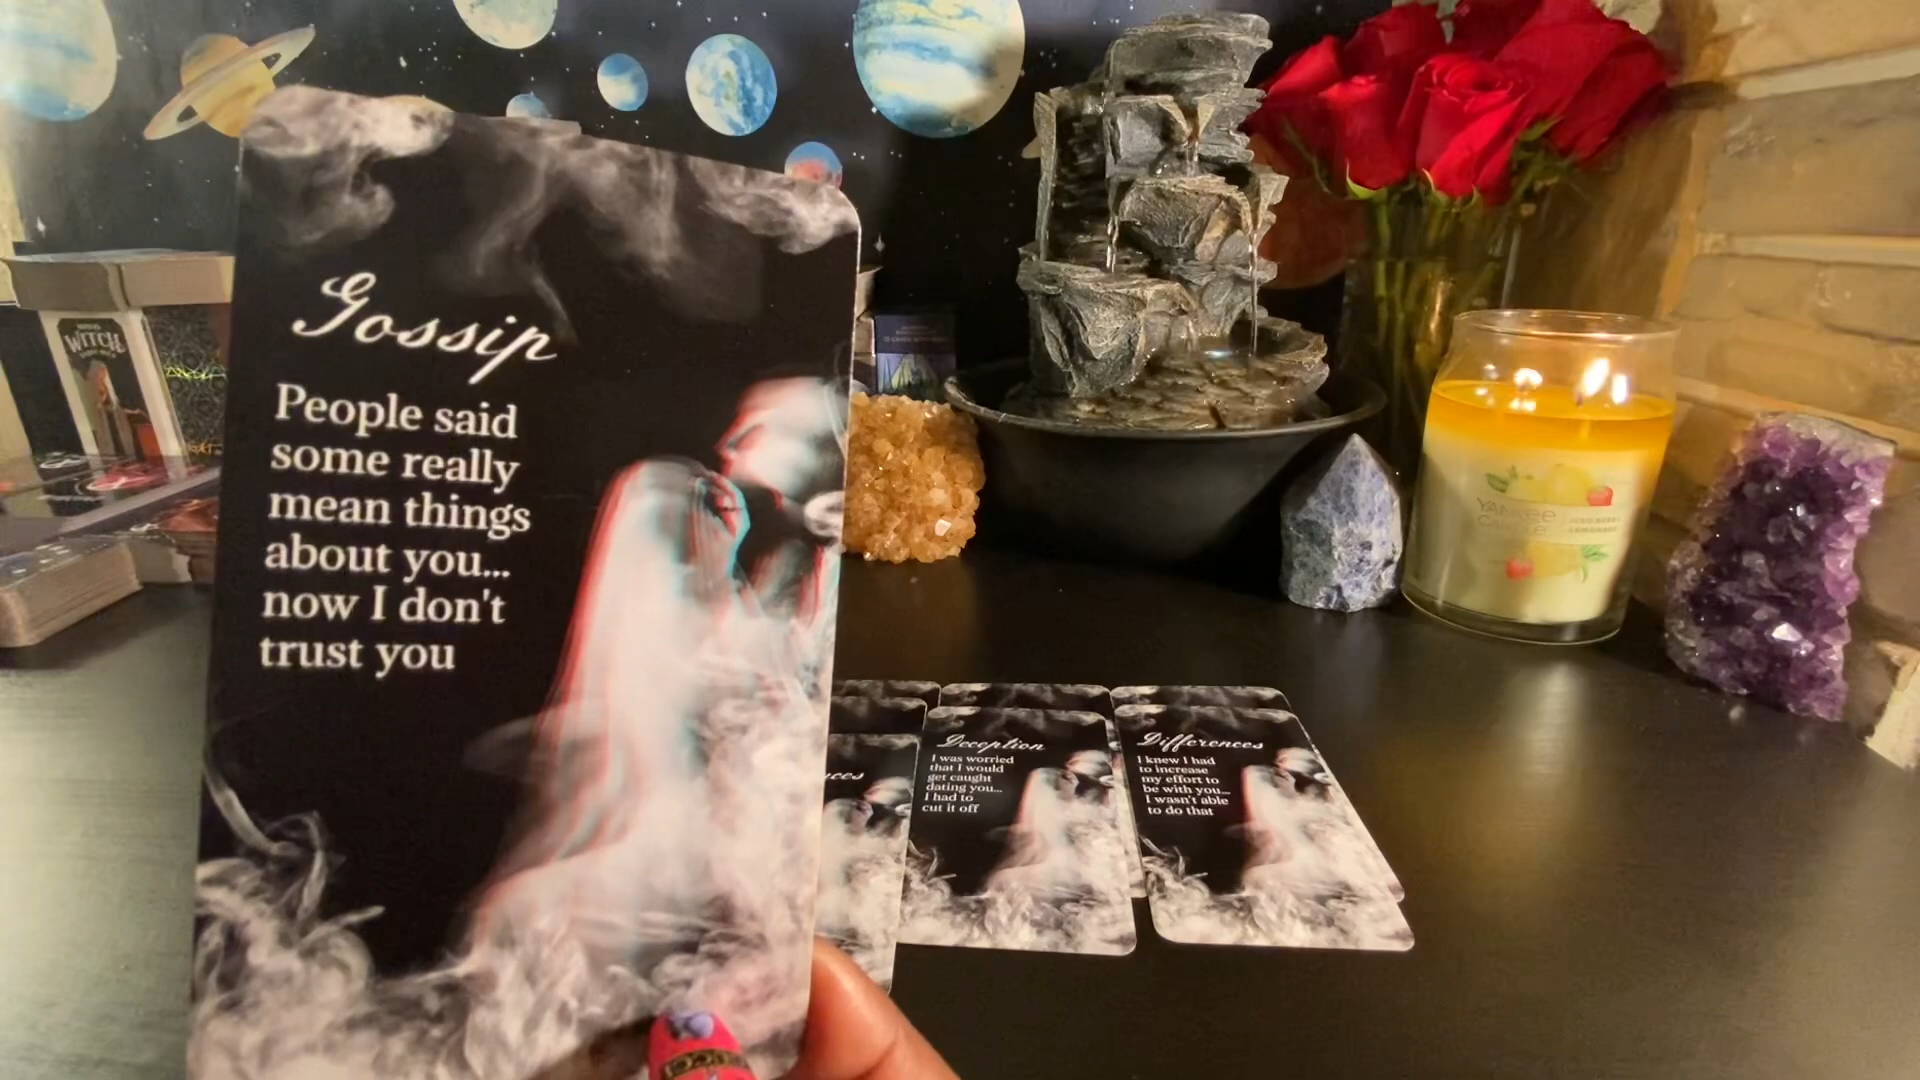 Gossip
People said
some really
mean things
about you...
now I don't
trust you
WITCH
Deception
I was worried
that I would
get caught
dating you...
I had to
cut it off
Differences
I knew I had
to increase
my effort to
be with you...
I wasn't able
to do that
YANKEE
CANDLE